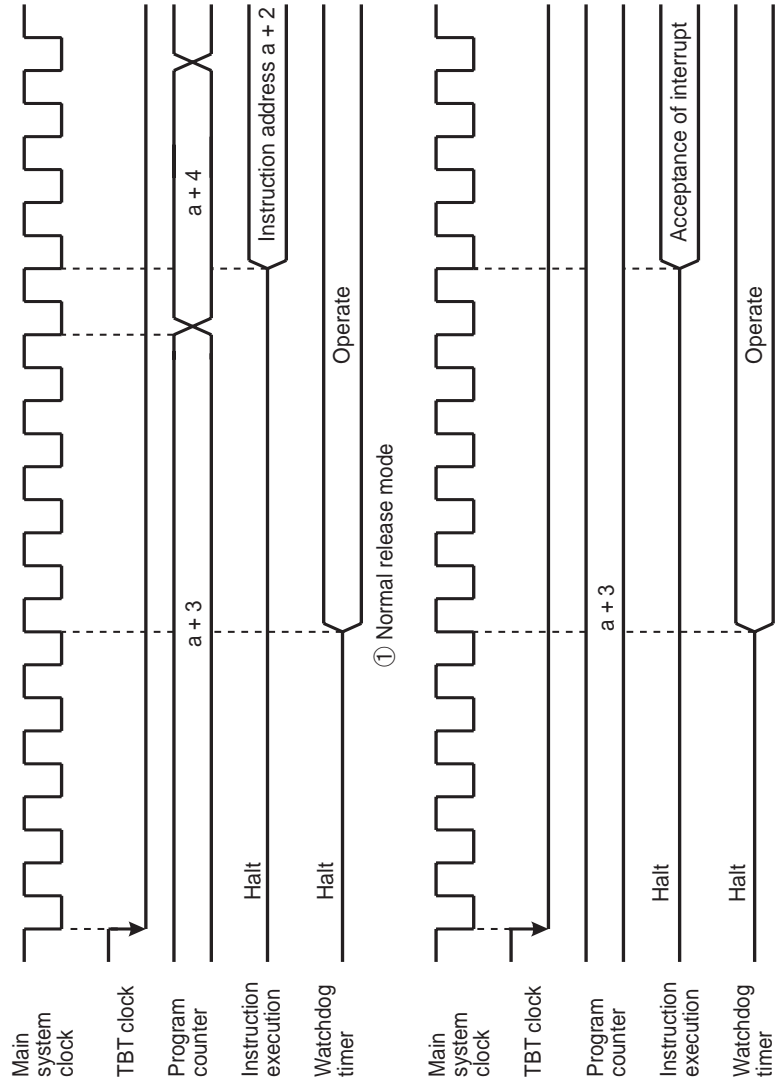 Main
system
clock
TBT clock
Program
counter
a + 3
a + 4
Instruction
execution
Halt
Instruction address a + 2
Watchdog
timer
Halt
Operate
① Normal release mode
Main
system
clock
TBT clock
Program
counter
a + 3
Instruction
execution
Halt
Acceptance of interrupt
Watchdog
timer
Halt
Operate